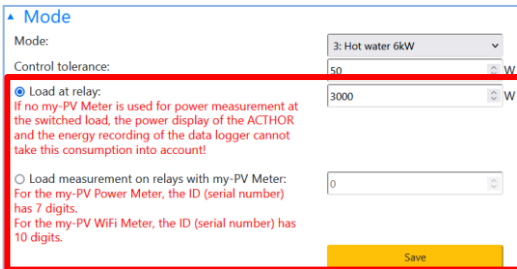 Mode
Mode:
3: Hot water 6kW
Control tolerance:
50
W
Load at relay:
3000
W
If no my-PV Meter is used for power measurement at
the switched load, the power display of the ACTHOR
and the energy recording of the data logger cannot
take this consumption into account!
Load measurement on relays with my-PV Meter:
0
For the my-PV Power Meter, the ID (serial number)
has 7 digits.
For the my-PV WiFi Meter, the ID (serial number) has
10 digits.
Save